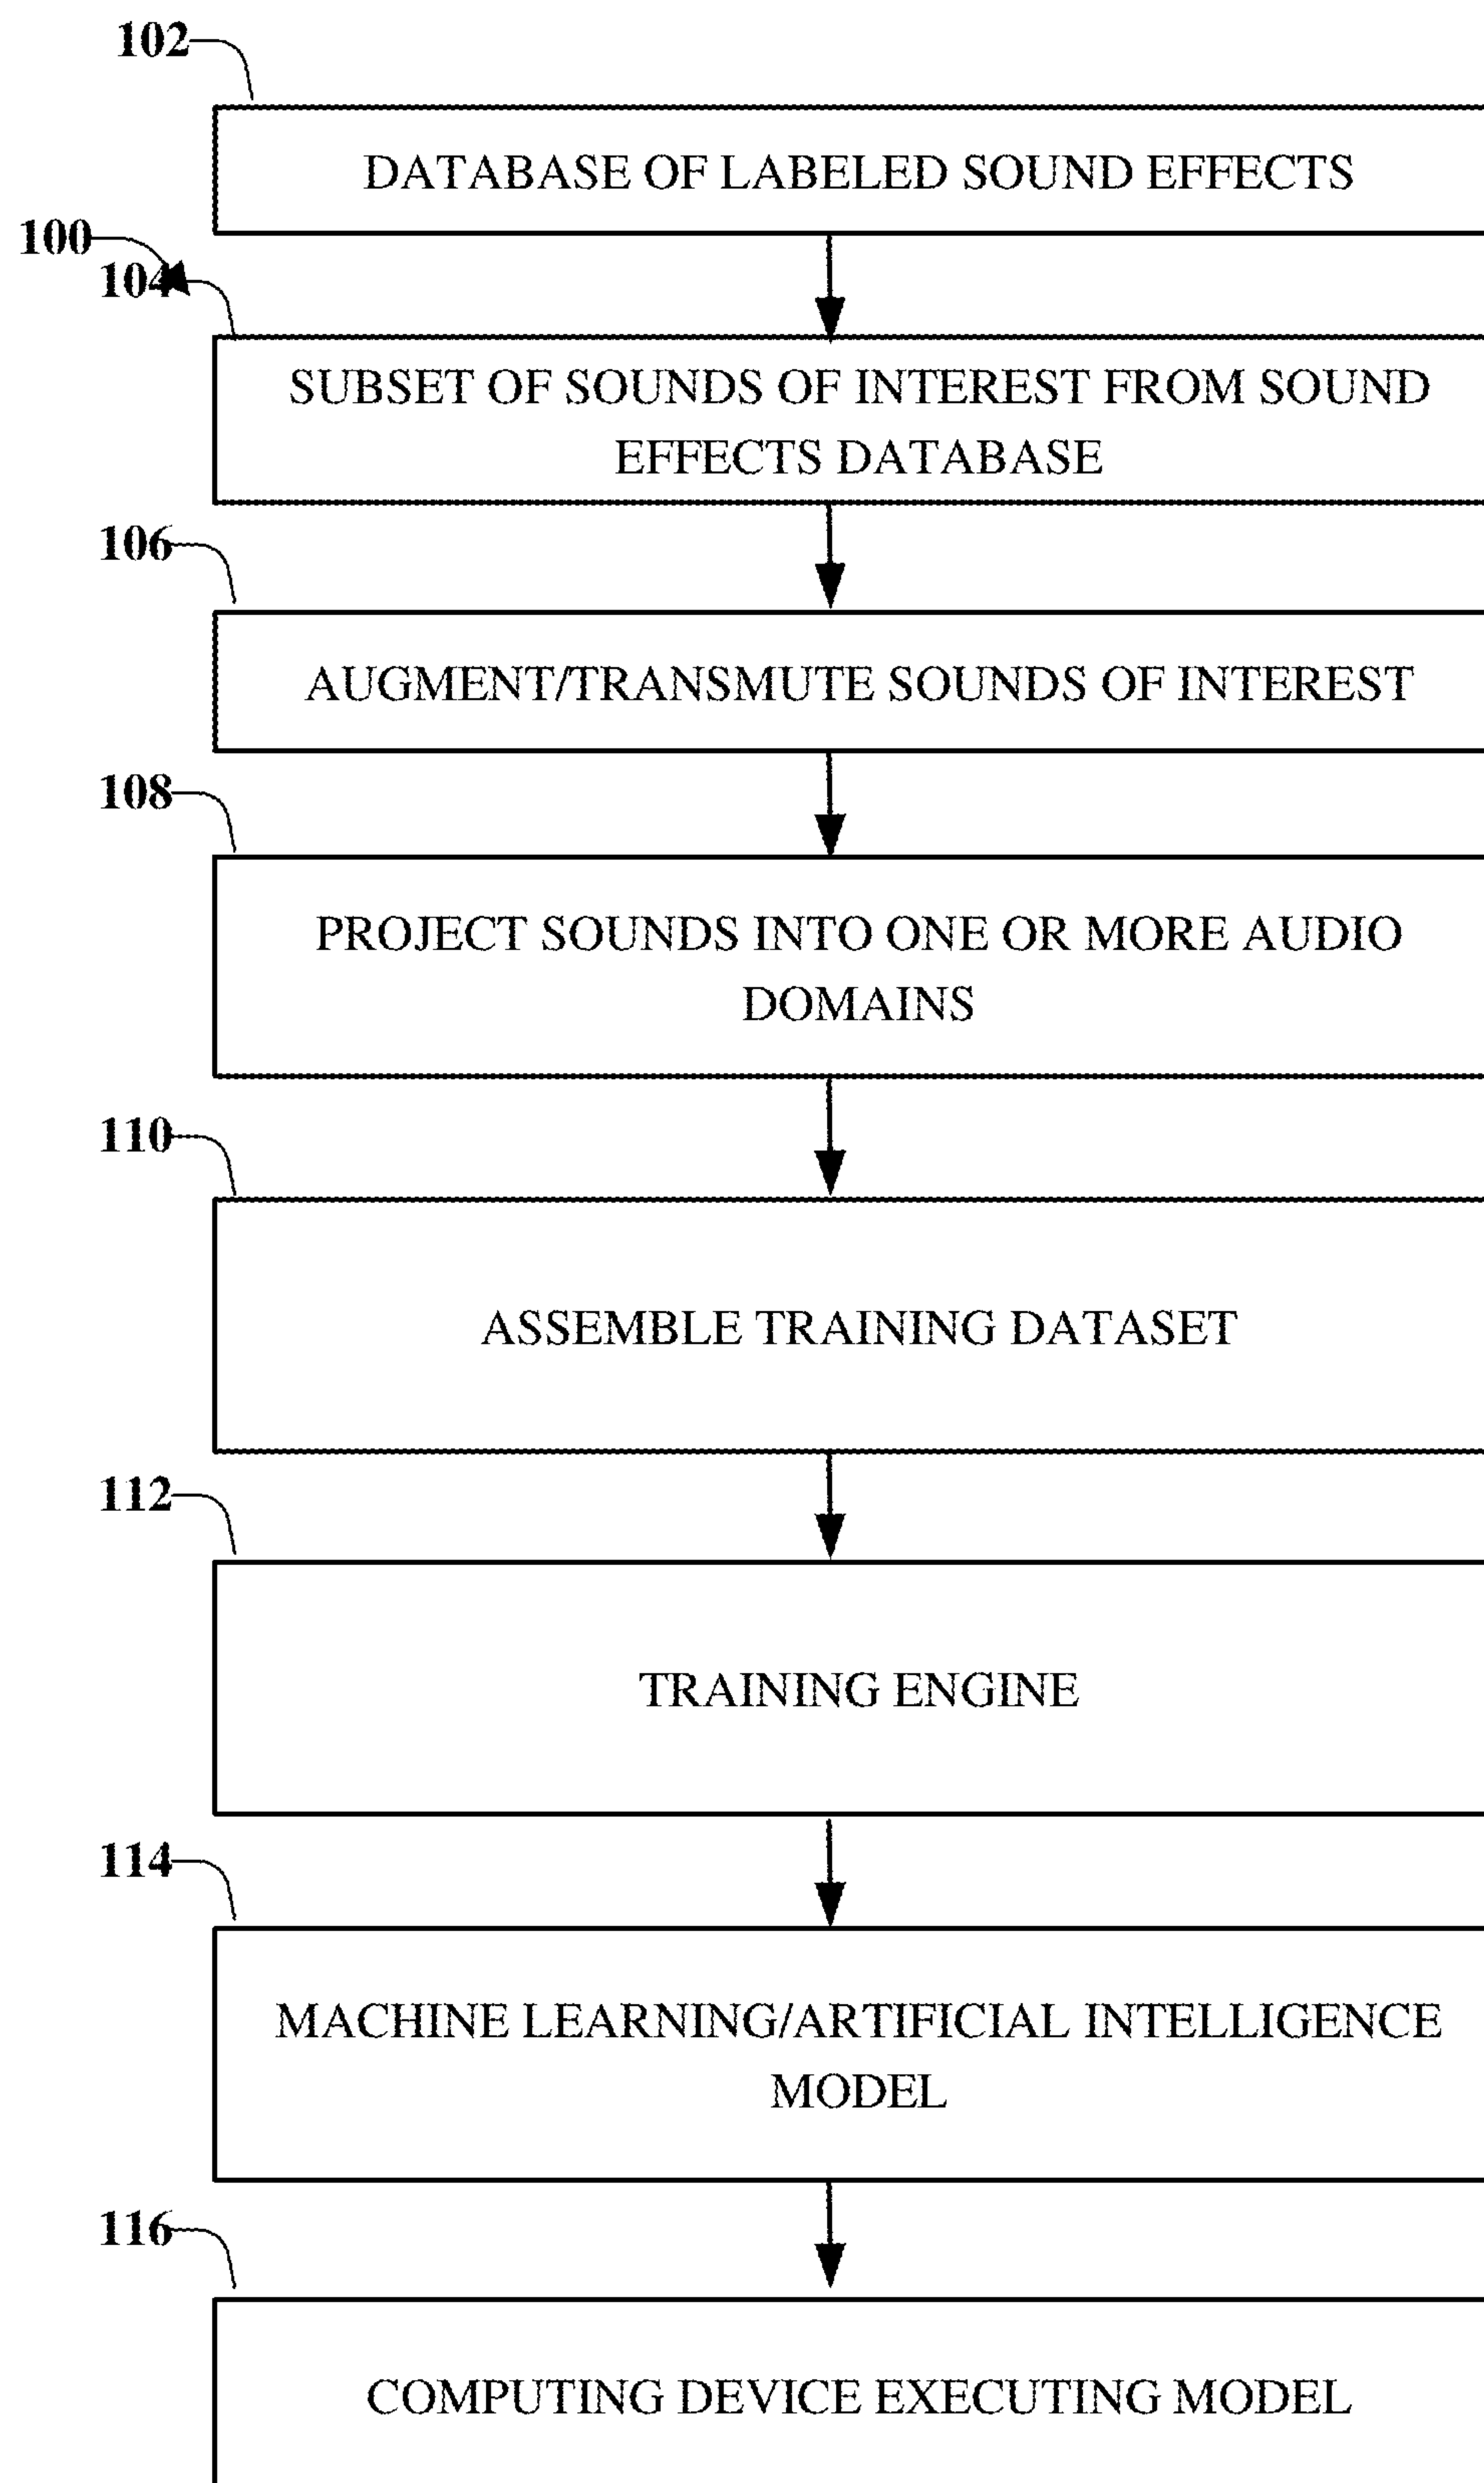 102
DATABASE OF LABELED SOUND EFFECTS
100
104
SUBSET OF SOUNDS OF INTEREST FROM SOUND
EFFECTS DATABASE
106
AUGMENT/TRANSMUTE SOUNDS OF INTEREST
108
PROJECT SOUNDS INTO ONE OR MORE AUDIO
DOMAINS
110
ASSEMBLE TRAINING DATASET
112
TRAINING ENGINE
114
MACHINE LEARNING/ARTIFICIAL INTELLIGENCE
MODEL
116
COMPUTING DEVICE EXECUTING MODEL